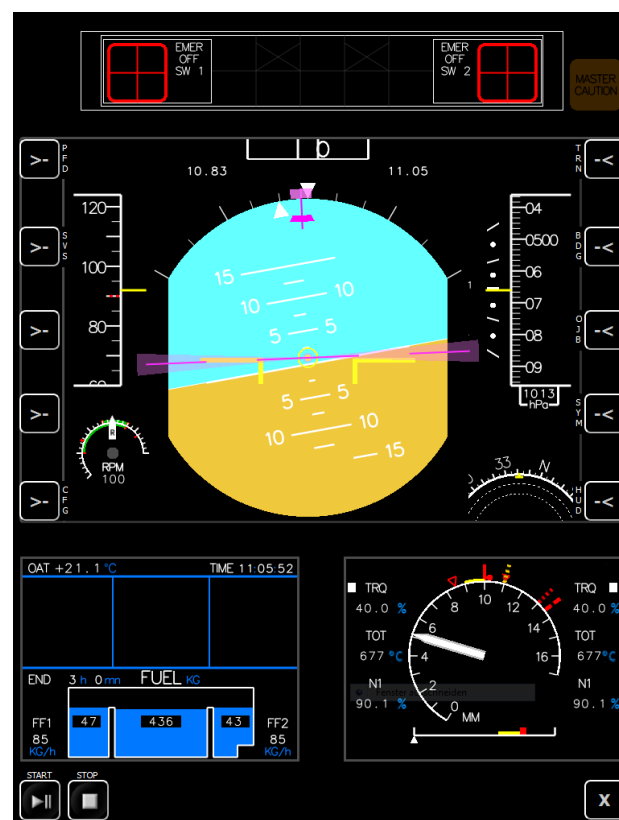 EMER OFF SW 1
EMER OFF SW 2
MASTER CAUTION
PFD
TRN
b
10.83
11.05
120
100
80
60
SVS
BDG
OJB
SYM
CFG
HUD
15
10 10
5 5
5 5
10 10
15
04
0500
06
07
08
09
1
1013
hPa
33
N
R
RPM
100
>-
>-
>-
>-
>-
-<
-<
-<
-<
-<
OAT +21.1°C
TIME 11:05:52
END 3 h 0 mn FUEL KG
47
436
43
FF1
85
KG/h
FF2
85
KG/h
TRQ
40.0 %
TOT
677°C
N1
90.1 %
0
2
4
6
8
10
12
14
16
MM
TRQ
40.0 %
TOT
677°C
N1
90.1 %
START
STOP
X